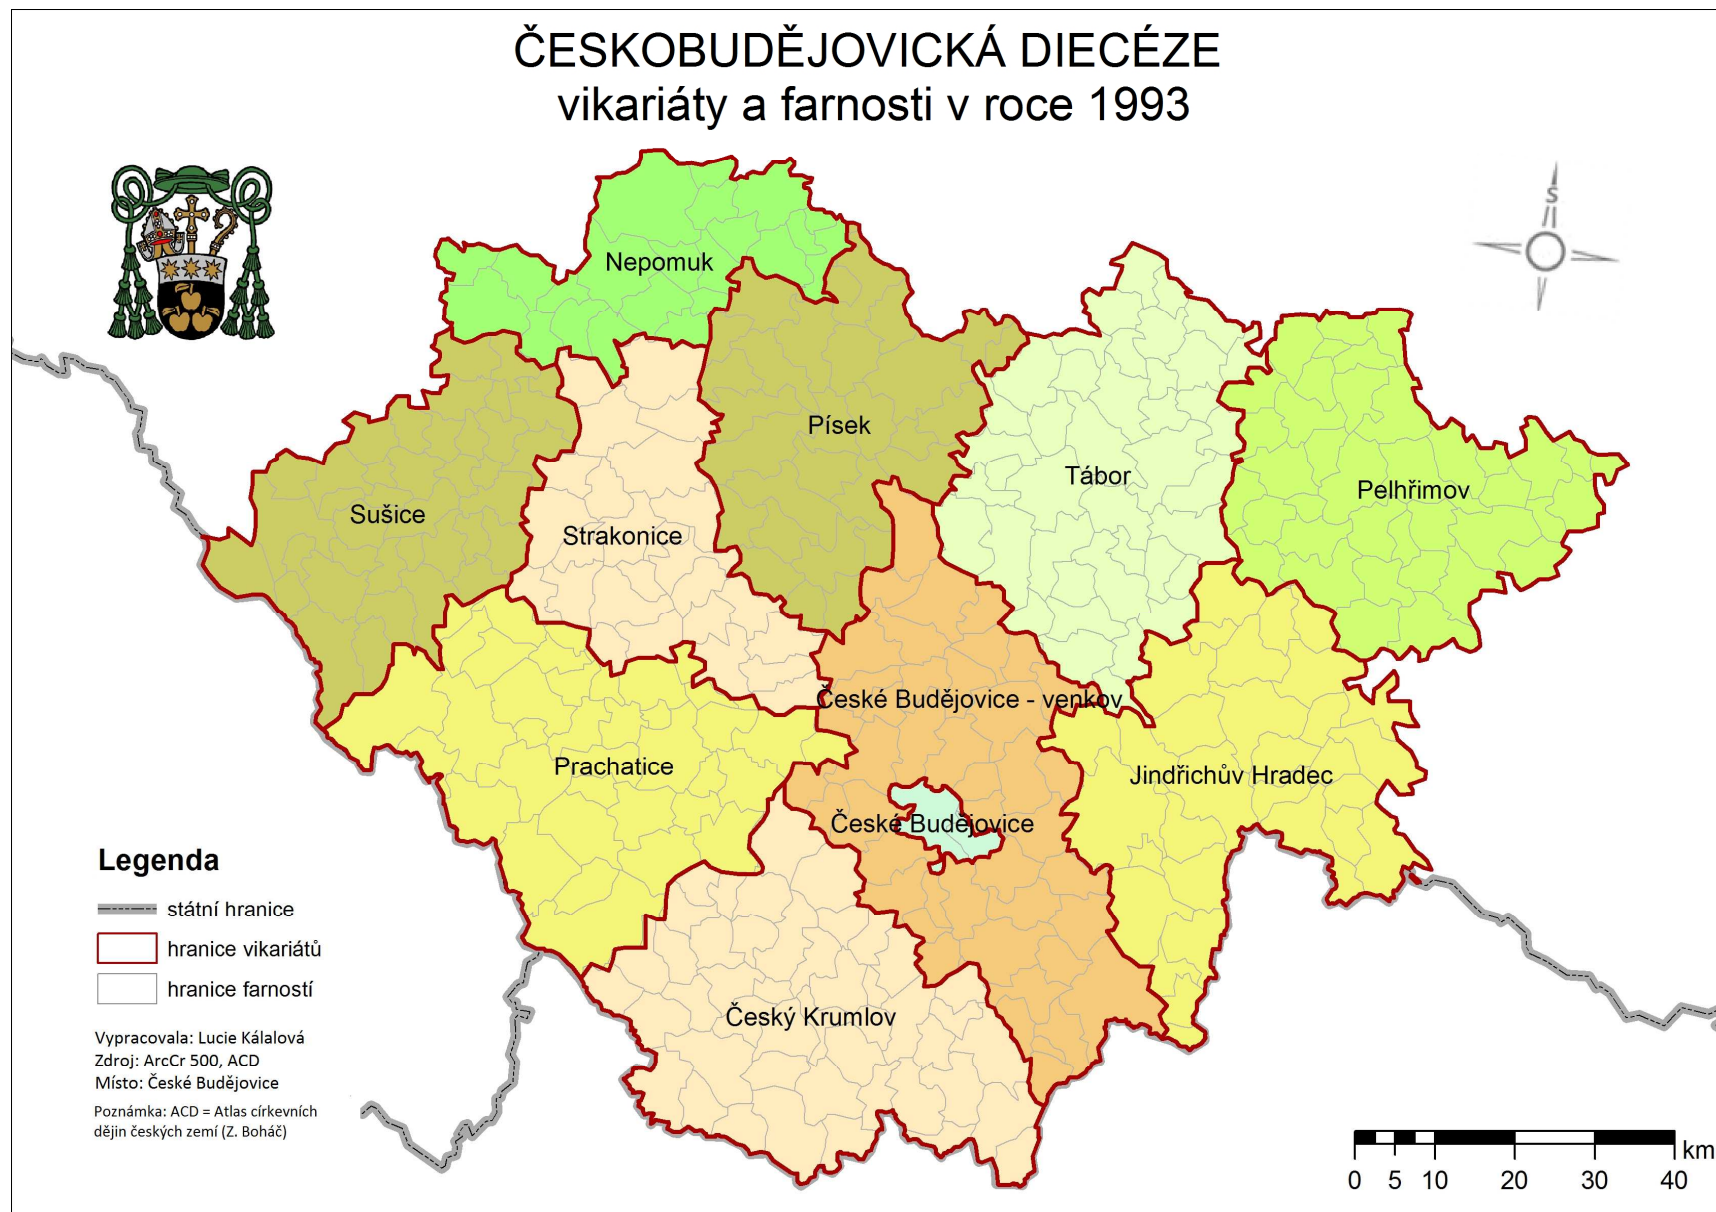 ČESKOBUDĚJOVICKÁ DIECÉZE
vikariáty a farnosti v roce 1993
S
Nepomuk
Písek
Tábor
Pelhřimov
Sušice
Strakonice
České Budějovice - venkov
Prachatice
Jindřichův Hradec
České Budějovice
Český Krumlov
Legenda
státní hranice
hranice vikariátů
hranice farností
Vypracovala: Lucie Kálalová
Zdroj: ArcCr 500, ACD
Místo: České Budějovice
Poznámka: ACD = Atlas církevních
dějin českých zemí (Z. Boháč)
km
0 5 10 20 30 40